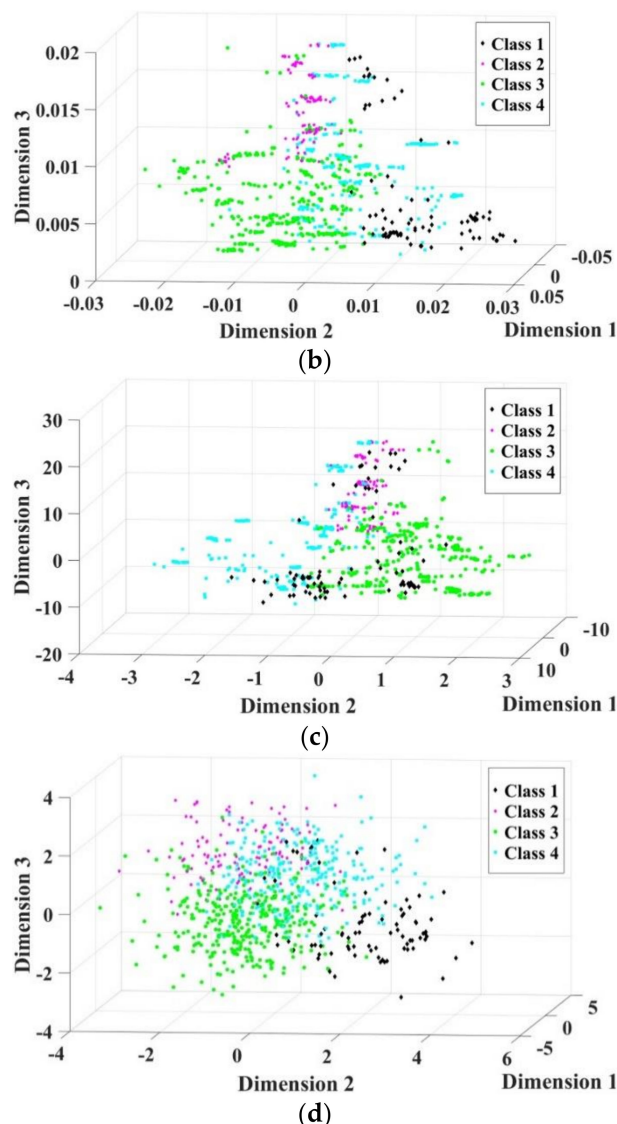 0.02
0.015
0.01
0.005
0
Dimension 3
-0.03 -0.02 -0.01 0 0.01 0.02 0.03
Dimension 2
-0.05
0
0.05
Dimension 1
Class 1
Class 2
Class 3
Class 4
(b)
30
20
10
0
-10
-20
Dimension 3
-4 -3 -2 -1 0 1 2 3
Dimension 2
-10
0
10
Dimension 1
Class 1
Class 2
Class 3
Class 4
(c)
4
2
0
-2
-4
Dimension 3
-4 -2 0 2 4 6
Dimension 2
5
0
-5
Dimension 1
Class 1
Class 2
Class 3
Class 4
(d)